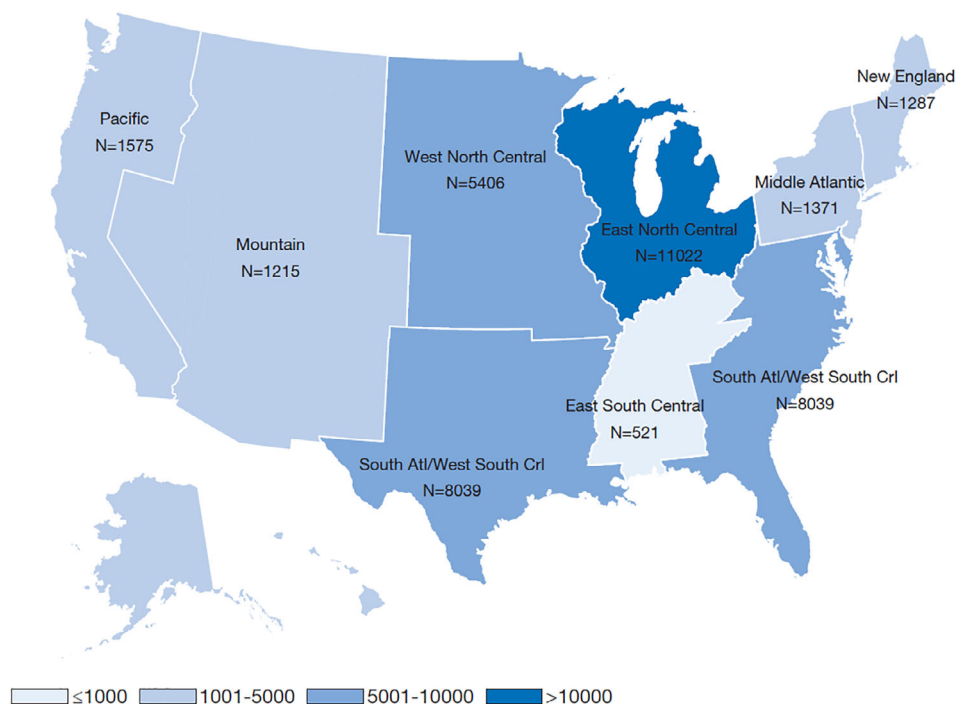 New England
N=1287
Pacific
N=1575
West North Central
N=5406
Middle Atlantic
N=1371
East North Central
N=11022
Mountain
N=1215
South Atl/West South Crl
N=8039
East South Central
N=521
South Atl/West South Crl
N=8039
≤1000 1001-5000 5001-10000 >10000